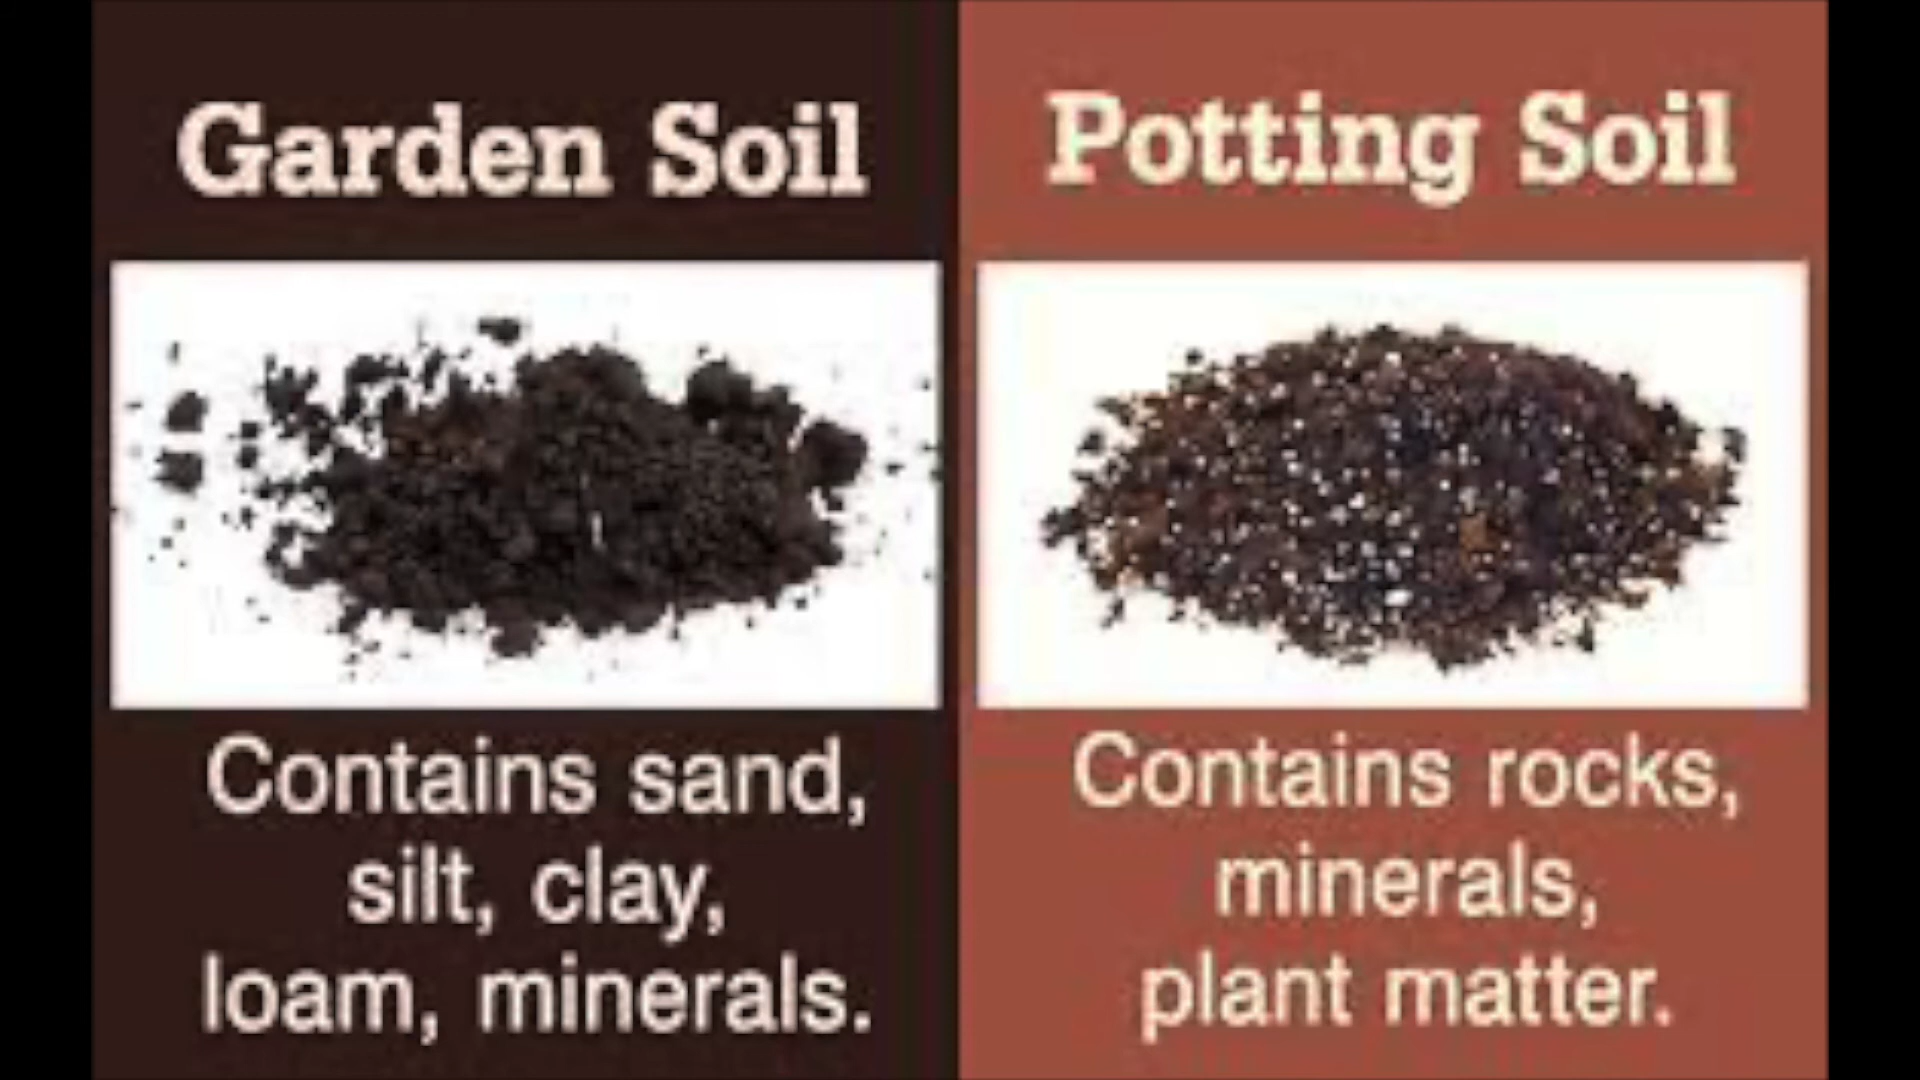 Garden Soil
Contains sand,
silt, clay,
loam, minerals.
Potting Soil
Contains rocks,
minerals,
plant matter.